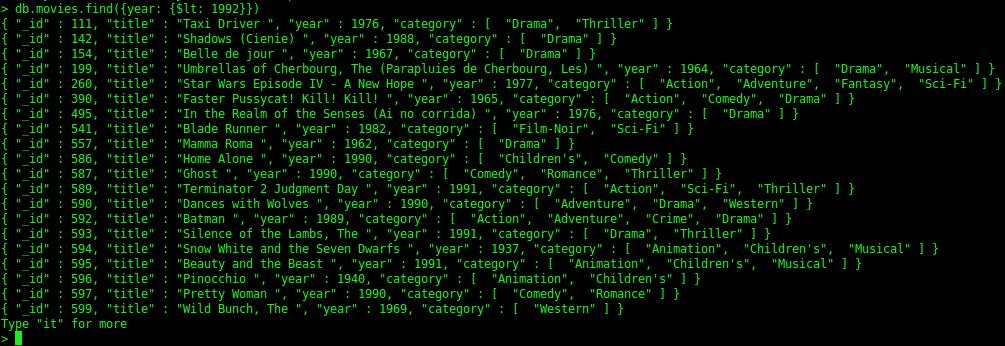 > db.movies.find({year: {$lt: 1992}})
{ "_id" : 111, "title" : "Taxi Driver ", "year" : 1976, "category" : [  "Drama",  "Thriller" ] }
{ "_id" : 142, "title" : "Shadows (Cienie) ", "year" : 1988, "category" : [  "Drama" ] }
{ "_id" : 154, "title" : "Belle de jour ", "year" : 1967, "category" : [  "Drama" ] }
{ "_id" : 199, "title" : "Umbrellas of Cherbourg, The (Parapluies de Cherbourg, Les) ", "year" : 1964, "category" : [  "Drama",  "Musical" ] }
{ "_id" : 260, "title" : "Star Wars Episode IV - A New Hope ", "year" : 1977, "category" : [  "Action",  "Adventure",  "Fantasy",  "Sci-Fi" ] }
{ "_id" : 390, "title" : "Faster Pussycat! Kill! Kill! ", "year" : 1965, "category" : [  "Action",  "Comedy",  "Drama" ] }
{ "_id" : 495, "title" : "In the Realm of the Senses (Ai no corrida) ", "year" : 1976, "category" : [  "Drama" ] }
{ "_id" : 541, "title" : "Blade Runner ", "year" : 1982, "category" : [  "Film-Noir",  "Sci-Fi" ] }
{ "_id" : 557, "title" : "Mamma Roma ", "year" : 1962, "category" : [  "Drama" ] }
{ "_id" : 586, "title" : "Home Alone ", "year" : 1990, "category" : [  "Children's",  "Comedy" ] }
{ "_id" : 587, "title" : "Ghost ", "year" : 1990, "category" : [  "Comedy",  "Romance",  "Thriller" ] }
{ "_id" : 589, "title" : "Terminator 2 Judgment Day ", "year" : 1991, "category" : [  "Action",  "Sci-Fi",  "Thriller" ] }
{ "_id" : 590, "title" : "Dances with Wolves ", "year" : 1990, "category" : [  "Adventure",  "Drama",  "Western" ] }
{ "_id" : 592, "title" : "Batman ", "year" : 1989, "category" : [  "Action",  "Adventure",  "Crime",  "Drama" ] }
{ "_id" : 593, "title" : "Silence of the Lambs, The ", "year" : 1991, "category" : [  "Drama",  "Thriller" ] }
{ "_id" : 594, "title" : "Snow White and the Seven Dwarfs ", "year" : 1937, "category" : [  "Animation",  "Children's",  "Musical" ] }
{ "_id" : 595, "title" : "Beauty and the Beast ", "year" : 1991, "category" : [  "Animation",  "Children's",  "Musical" ] }
{ "_id" : 596, "title" : "Pinocchio ", "year" : 1940, "category" : [  "Animation",  "Children's" ] }
{ "_id" : 597, "title" : "Pretty Woman ", "year" : 1990, "category" : [  "Comedy",  "Romance" ] }
{ "_id" : 599, "title" : "Wild Bunch, The ", "year" : 1969, "category" : [  "Western" ] }
Type "it" for more
>